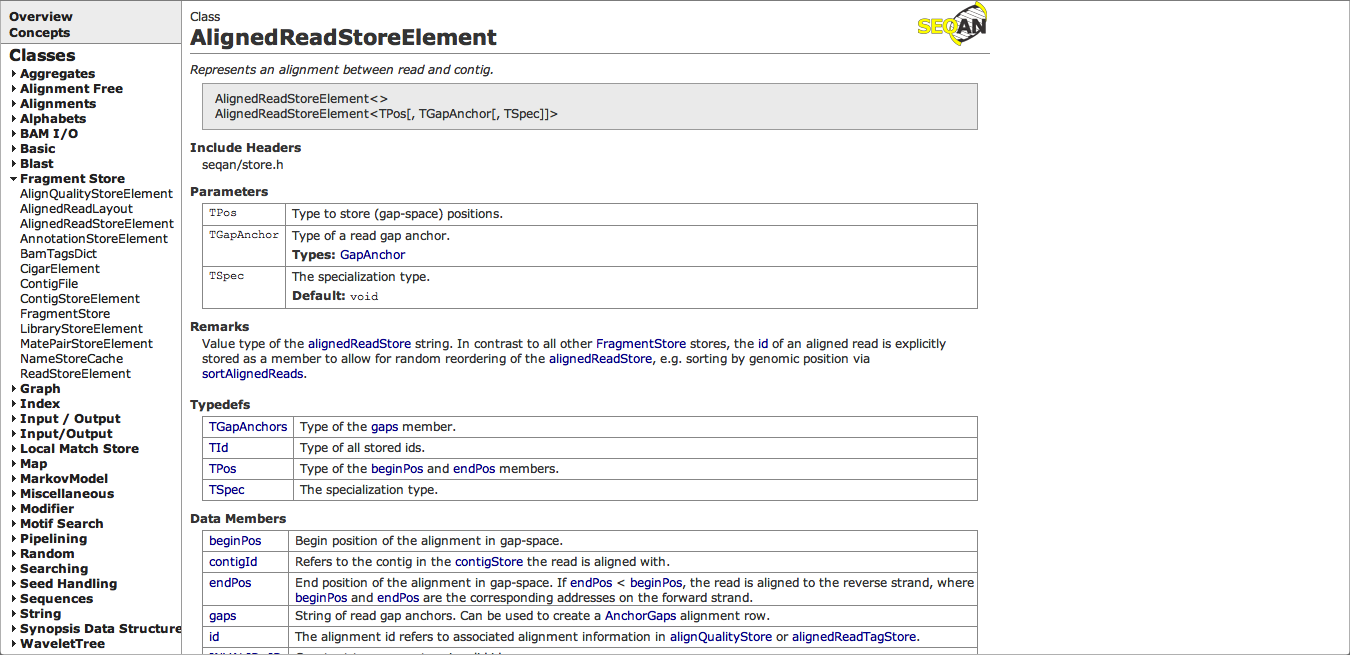 Overview
Concepts
Classes
Aggregates
Alignment Free
Alignments
Alphabets
BAM I/O
Basic
Blast
Fragment Store
AlignQualityStoreElement
AlignedReadLayout
AlignedReadStoreElement
AnnotationStoreElement
BamTagsDict
CigarElement
ContigFile
ContigStoreElement
FragmentStore
LibraryStoreElement
MatePairStoreElement
NameStoreCache
ReadStoreElement
Graph
Index
Input / Output
Input/Output
Local Match Store
Map
MarkovModel
Miscellaneous
Modifier
Motif Search
Pipelining
Random
Searching
Seed Handling
Sequences
String
Synopsis Data Structure
WaveletTree
Class
AlignedReadStoreElement
SEQAN
Represents an alignment between read and contig.
AlignedReadStoreElement<>
AlignedReadStoreElement<TPos[, TGapAnchor[, TSpec]]>
Include Headers
seqan/store.h
Parameters
TPos Type to store (gap-space) positions.
TGapAnchor Type of a read gap anchor.
Types: GapAnchor
TSpec The specialization type.
Default: void
Remarks
Value type of the alignedReadStore string. In contrast to all other FragmentStore stores, the id of an aligned read is explicitly
stored as a member to allow for random reordering of the alignedReadStore, e.g. sorting by genomic position via
sortAlignedReads.
Typedefs
TGapAnchors Type of the gaps member.
TId Type of all stored ids.
TPos Type of the beginPos and endPos members.
TSpec The specialization type.
Data Members
beginPos Begin position of the alignment in gap-space.
contigId Refers to the contig in the contigStore the read is aligned with.
endPos End position of the alignment in gap-space. If endPos < beginPos, the read is aligned to the reverse strand, where
beginPos and endPos are the corresponding addresses on the forward strand.
gaps String of read gap anchors. Can be used to create a AnchorGaps alignment row.
id The alignment id refers to associated alignment information in alignQualityStore or alignedReadTagStore.